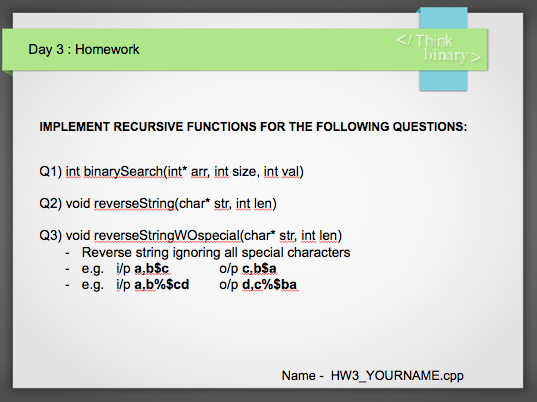 Day 3 : Homework
</Think
binary>
IMPLEMENT RECURSIVE FUNCTIONS FOR THE FOLLOWING QUESTIONS:
Q1) int binarySearch(int* arr, int size, int val)
Q2) void reverseString(char* str, int len)
Q3) void reverseStringWOspecial(char* str, int len)
- Reverse string ignoring all special characters
- e.g. i/p a,b$c o/p c,b$a
- e.g. i/p a,b%$cd o/p d,c%$ba
Name - HW3_YOURNAME.cpp